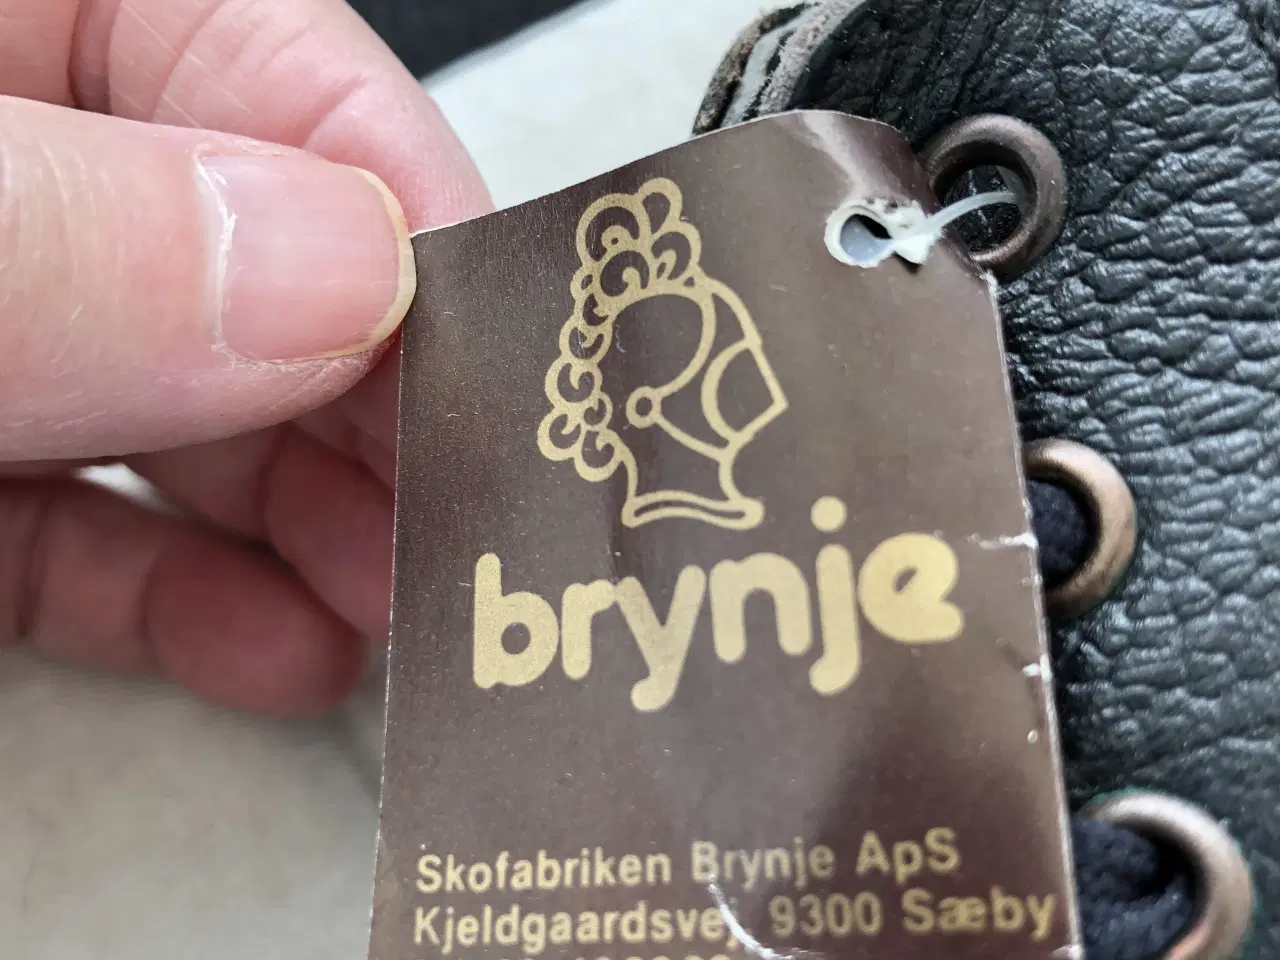 brynje
Skofabriken Brynje ApS
Kjeldgaardsvej, 9300 Sæby